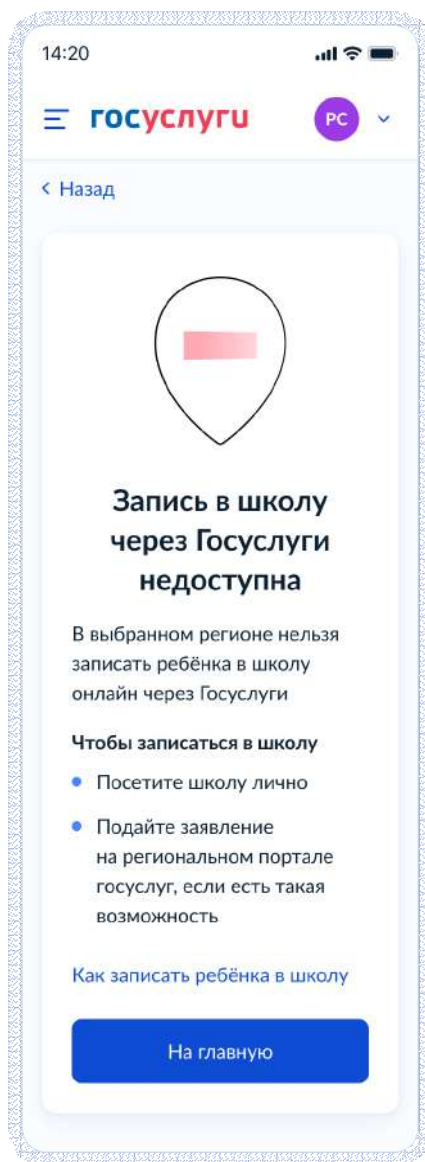 14:20
госуслуги
РС
Назад
Запись в школу
через Госуслуги
недоступна
В выбранном регионе нельзя
записать ребёнка в школу
онлайн через Госуслуги
Чтобы записаться в школу
Посетите школу лично
Подайте заявление
на региональном портале
госуслуг, если есть такая
возможность
Как записать ребёнка в школу
На главную